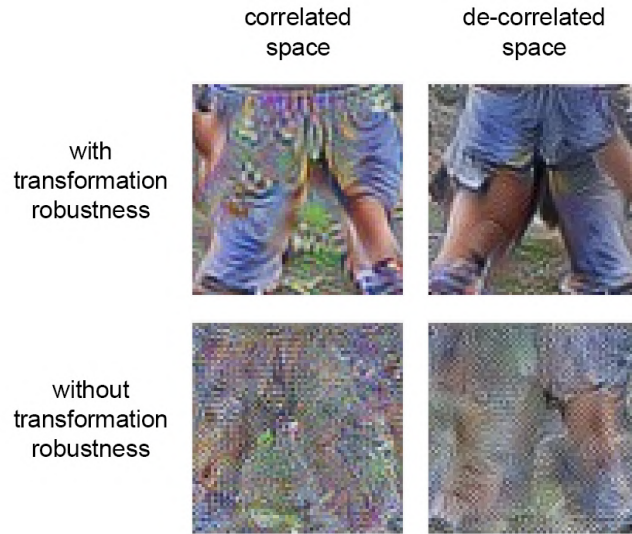 correlated
space
de-correlated
space
with
transformation
robustness
without
transformation
robustness